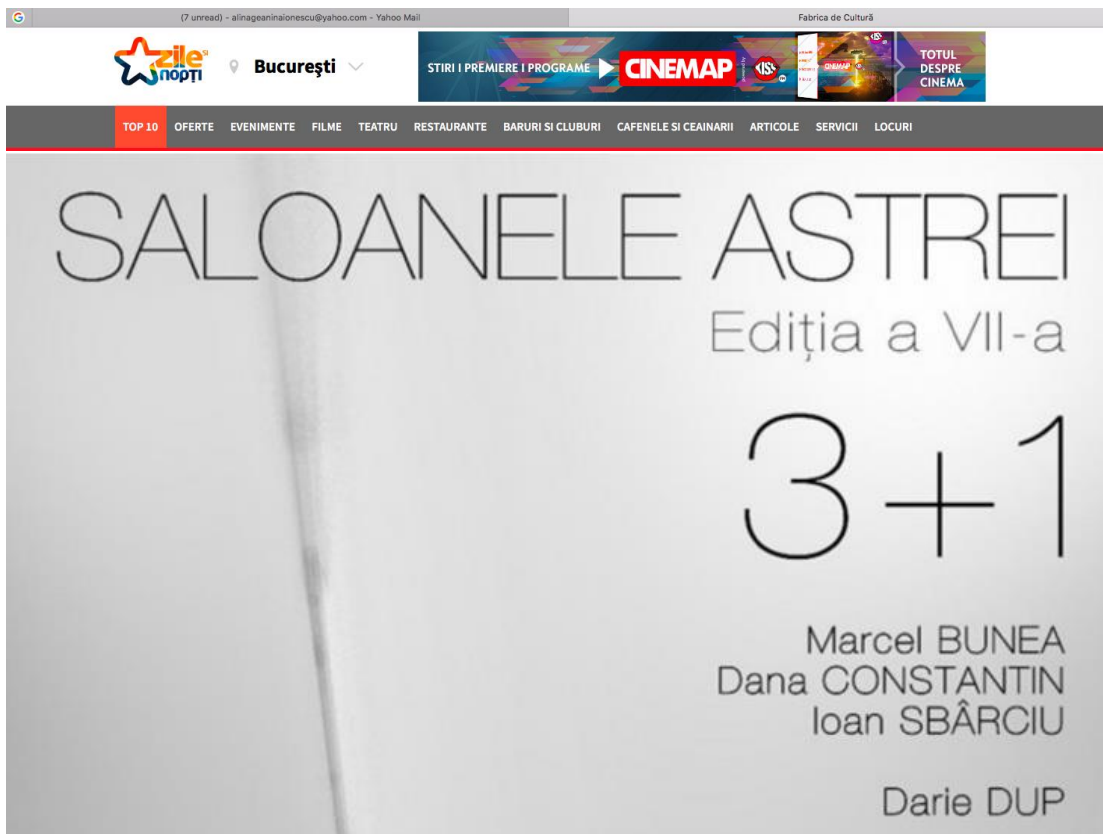 (7 unread) - alinageaninaionescu@yahoo.com - Yahoo Mail
Fabrica de Cultură
zile și nopți
București
STIRI I PREMIERE I PROGRAME
CINEMAP
KISS
TOTUL
DESPRE
CINEMA
TOP 10 OFERTE EVENIMENTE FILME TEATRU RESTAURANTE BARURI SI CLUBURI CAFENELE SI CEAINARII ARTICOLE SERVICII LOCURI
SALOANELE ASTREI
Ediția a VII-a
3+1
Marcel BUNEA
Dana CONSTANTIN
Ioan SBÂRCIU
Darie DUP